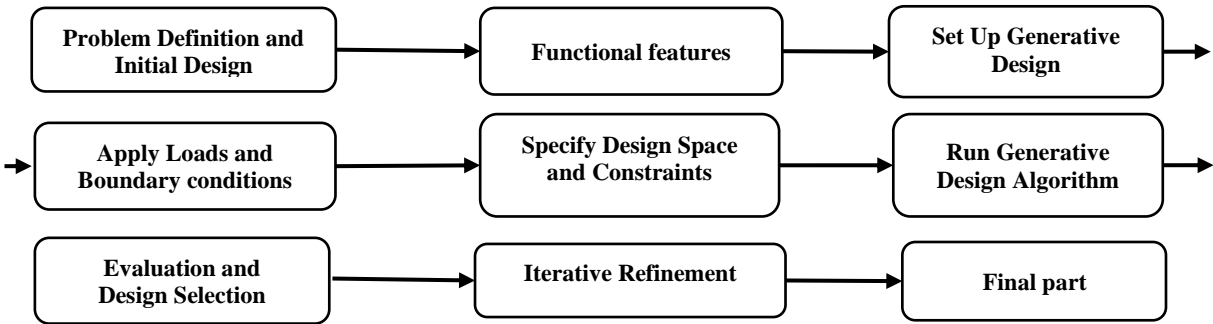 Problem Definition and
Initial Design
Functional features
Set Up Generative
Design
Apply Loads and
Boundary conditions
Specify Design Space
and Constraints
Run Generative
Design Algorithm
Evaluation and
Design Selection
Iterative Refinement
Final part